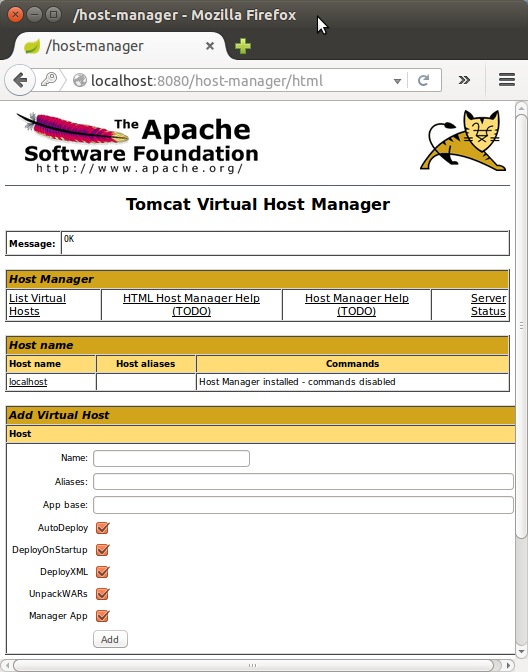 /host-manager - Mozilla Firefox
/host-manager
localhost:8080/host-manager/html
The Apache
Software Foundation
http://www.apache.org/
Tomcat Virtual Host Manager
Message: OK
Host Manager
List Virtual Hosts HTML Host Manager Help (TODO) Host Manager Help (TODO) Server Status
Host name
Host name Host aliases Commands
localhost Host Manager installed - commands disabled
Add Virtual Host
Host
Name:
Aliases:
App base:
AutoDeploy
DeployOnStartup
DeployXML
UnpackWARs
Manager App
Add